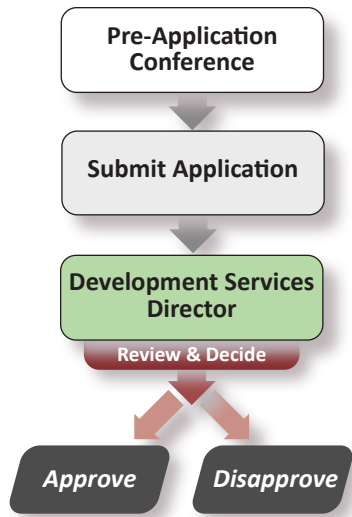 Pre-Application
Conference
Submit Application
Development Services
Director
Review & Decide
Approve
Disapprove